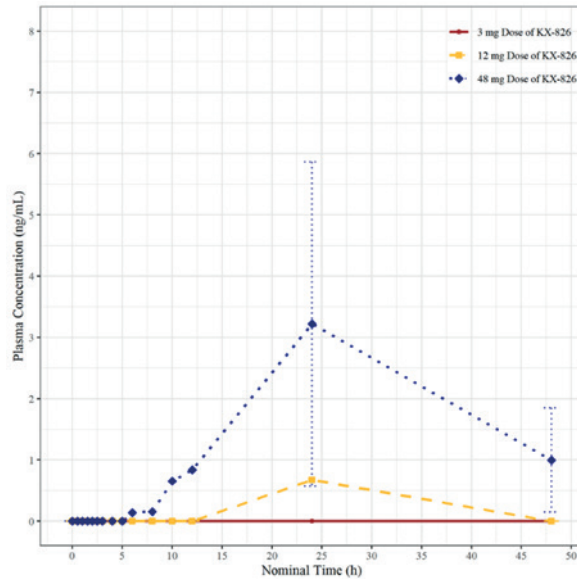 3 mg Dose of KX-826
12 mg Dose of KX-826
48 mg Dose of KX-826
8
7
6
5
4
3
2
1
0
Plasma Concentration (ng/mL)
0 5 10 15 20 25 30 35 40 45 50
Nominal Time (h)